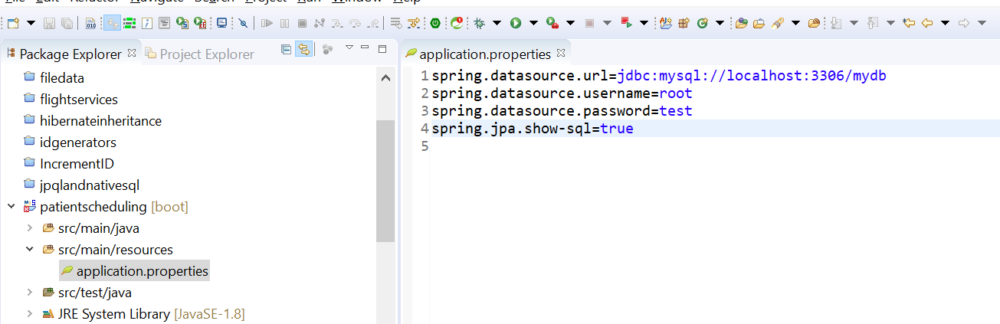 Package Explorer
Project Explorer
filedata
flightservices
hibernateinheritance
idgenerators
IncrementID
jpqlandnativesql
patientscheduling [boot]
src/main/java
src/main/resources
application.properties
src/test/java
JRE System Library [JavaSE-1.8]
application.properties
1 spring.datasource.url=jdbc:mysql://localhost:3306/mydb
2 spring.datasource.username=root
3 spring.datasource.password=test
4 spring.jpa.show-sql=true
5